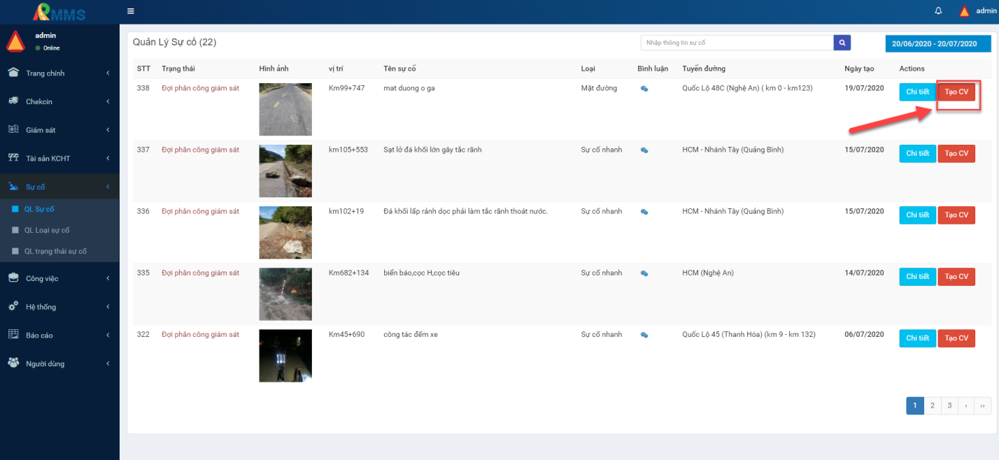 RMMS
admin
admin
Online
Trang chính
Chekcin
Giám sát
Tài sản KCHT
Sự cố
QL Sự cố
QL Loại sự cố
QL trạng thái sự cố
Công việc
Hệ thống
Báo cáo
Người dùng
Quản Lý Sự cố (22)
Nhập thông tin sự cố
20/06/2020 - 20/07/2020
STT Trạng thái Hình ảnh vị trí Tên sự cố Loại Bình luận Tuyến đường Ngày tạo Actions
338 Đợi phân công giám sát Km99+747 mat duong o ga Mặt đường Quốc Lộ 48C (Nghệ An) ( km 0 - km123) 19/07/2020 Chi tiết Tạo CV
337 Đợi phân công giám sát km105+553 Sạt lở đá khối lớn gây tắc rãnh Sự cố nhanh HCM - Nhánh Tây (Quảng Bình) 15/07/2020 Chi tiết Tạo CV
336 Đợi phân công giám sát km102+19 Đá khối lấp rảnh dọc phải làm tắc rãnh thoát nước. Sự cố nhanh HCM - Nhánh Tây (Quảng Bình) 15/07/2020 Chi tiết Tạo CV
335 Đợi phân công giám sát Km682+134 biển báo,cọc H,cọc tiêu Sự cố nhanh HCM (Nghệ An) 14/07/2020 Chi tiết Tạo CV
322 Đợi phân công giám sát Km45+690 công tác đếm xe Sự cố nhanh Quốc Lộ 45 (Thanh Hóa) (km 9 - km 132) 06/07/2020 Chi tiết Tạo CV
1 2 3 › ››